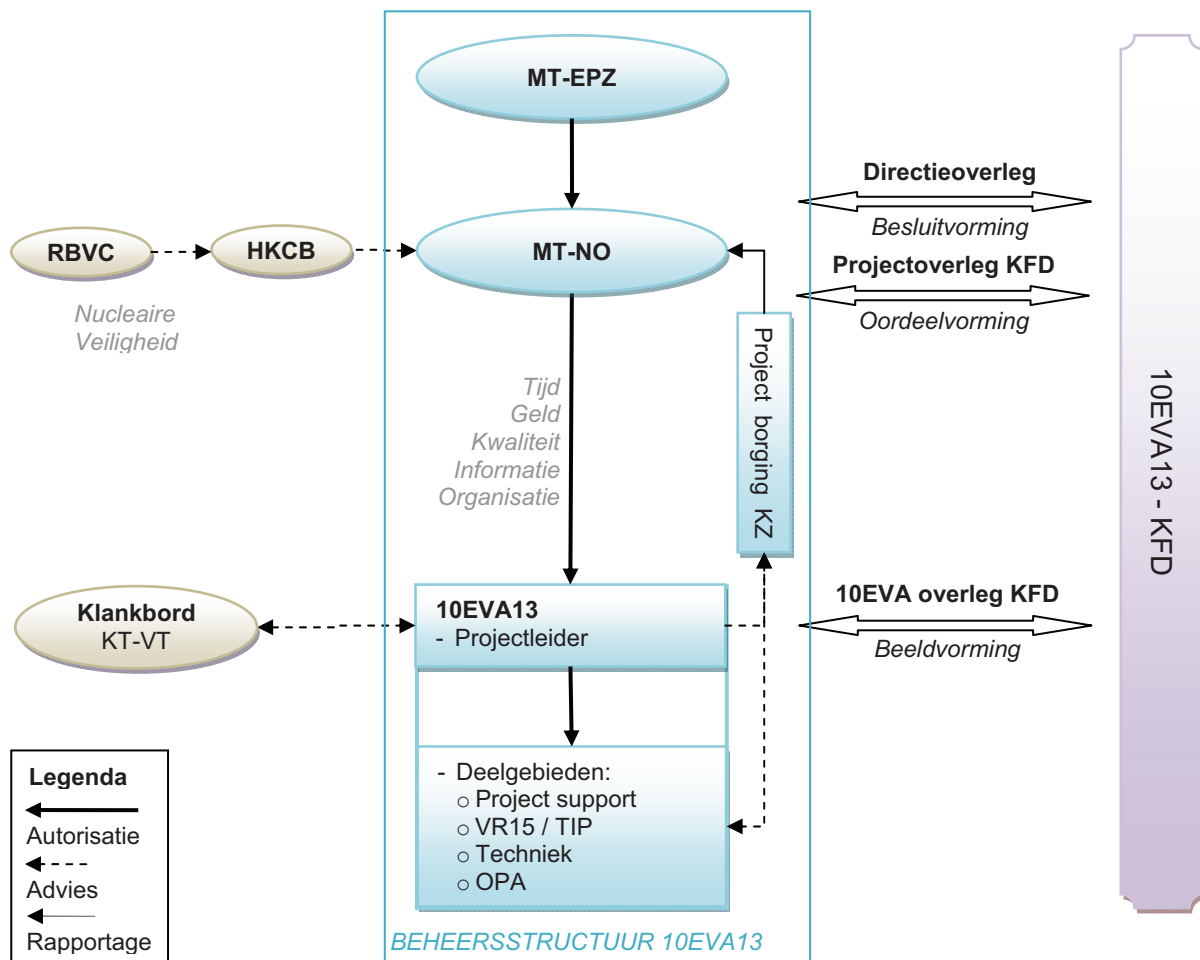 MT-EPZ
Directieoverleg
Besluitvorming
RBVC
HKCB
MT-NO
Projectoverleg KFD
Oordeelvorming
Nucleaire
Veiligheid
Project borging KZ
Tijd
Geld
Kwaliteit
Informatie
Organisatie
10EVA13 - KFD
Klankbord
KT-VT
10EVA13
- Projectleider
10EVA overleg KFD
Beeldvorming
- Deelgebieden:
○ Project support
○ VR15 / TIP
○ Techniek
○ OPA
Legenda
Autorisatie
Advies
Rapportage
BEHEERSSTRUCTUUR 10EVA13